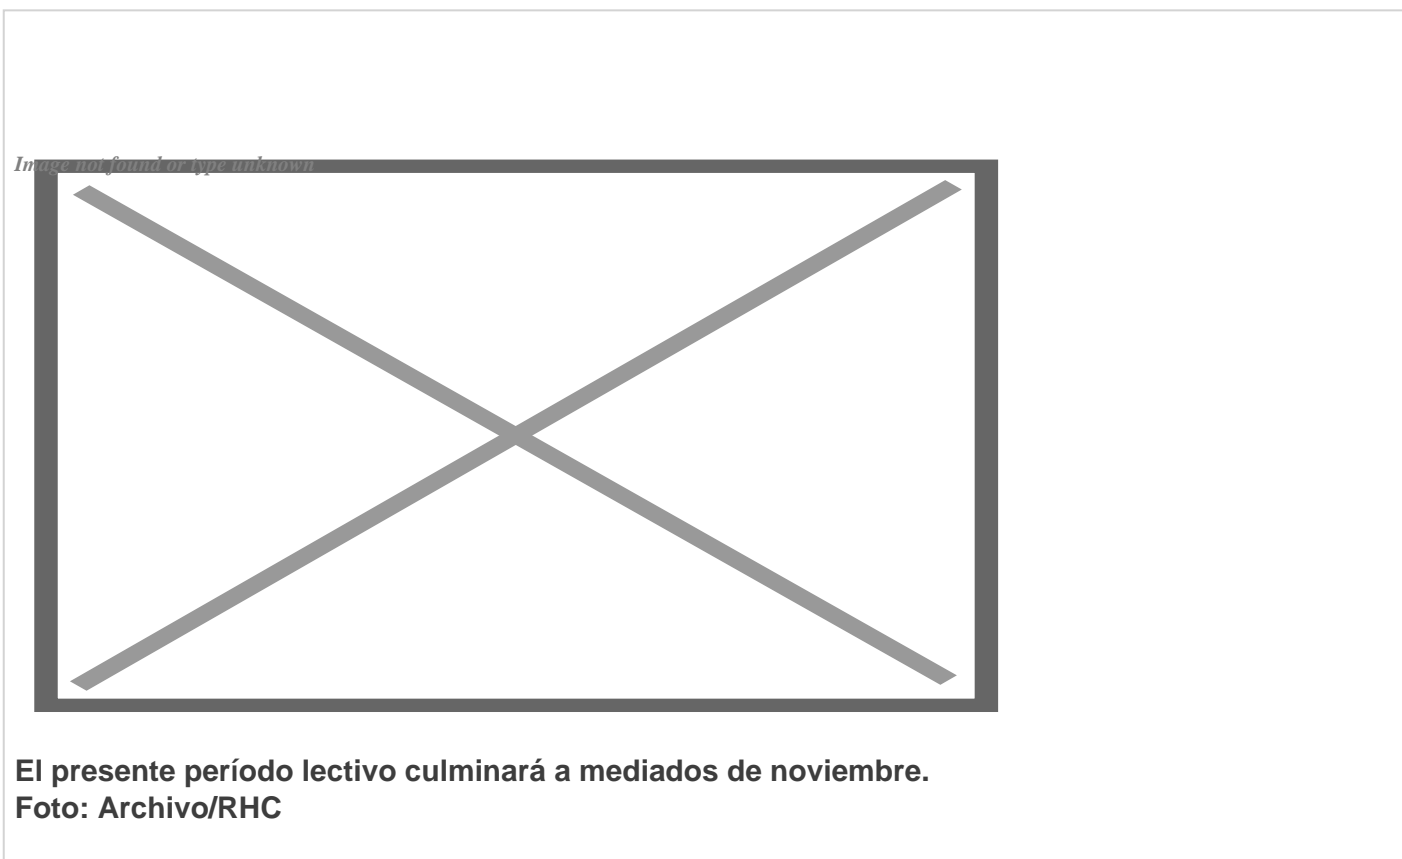 Image not found or type unknown
El presente período lectivo culminará a mediados de noviembre.
Foto: Archivo/RHC